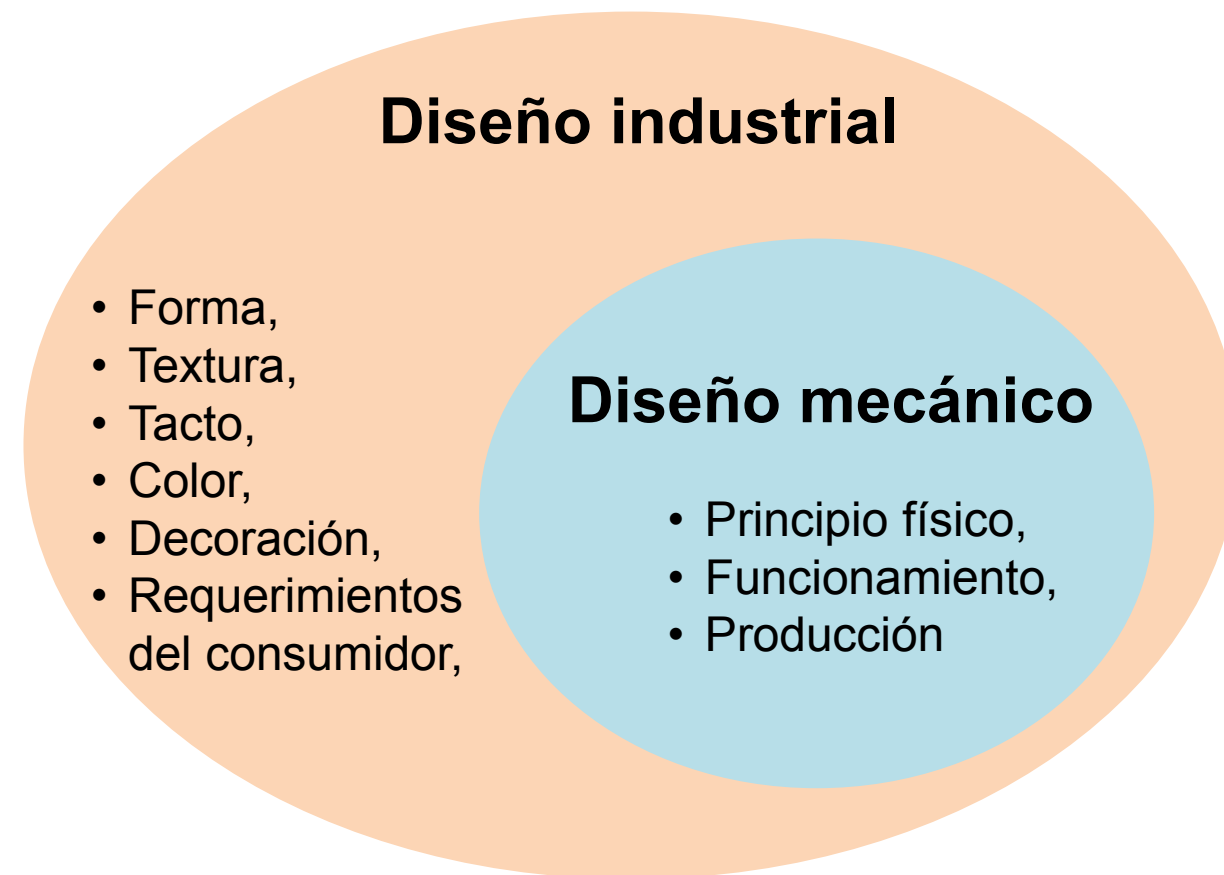 Diseño industrial
• Forma,
• Textura,
• Tacto,
• Color,
• Decoración,
• Requerimientos
del consumidor,
Diseño mecánico
• Principio físico,
• Funcionamiento,
• Producción